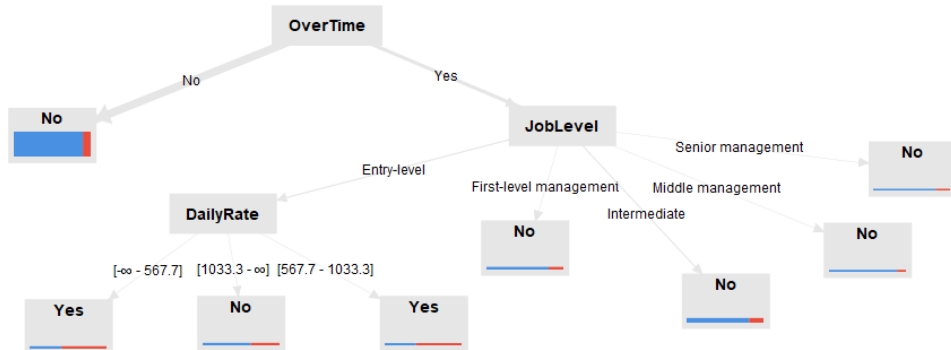 OverTime
No
Yes
No
JobLevel
Senior management
No
Entry-level
First-level management
Middle management
Intermediate
DailyRate
No
No
[-∞ - 567.7]
[1033.3 - ∞]
[567.7 - 1033.3]
No
Yes
No
Yes